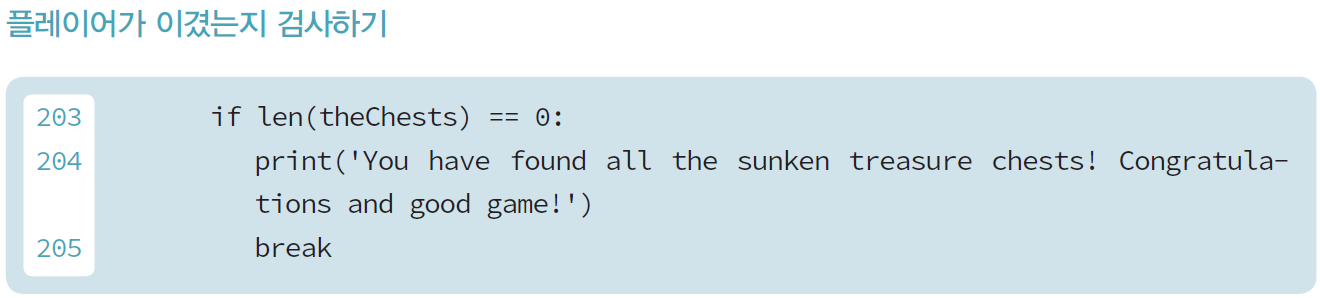 플레이어가 이겼는지 검사하기
203 if len(theChests) == 0:
204 print('You have found all the sunken treasure chests! Congratula-
tions and good game!')
205 break